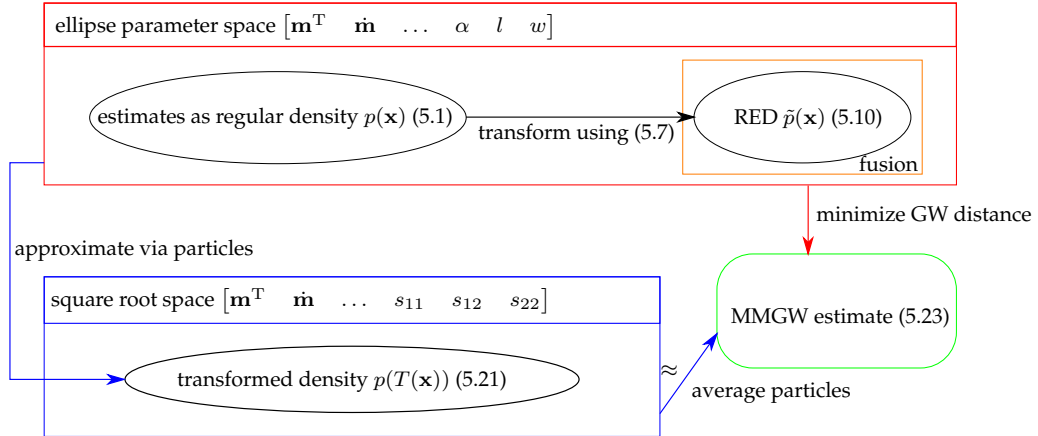 ellipse parameter space [𝐦ᵀ 𝐦̇ … α l w]
estimates as regular density p(𝐱) (5.1)
transform using (5.7)
RED p̃(𝐱) (5.10)
fusion
minimize GW distance
approximate via particles
square root space [𝐦ᵀ 𝐦̇ … s₁₁ s₁₂ s₂₂]
transformed density p(T(𝐱)) (5.21)
≈
average particles
MMGW estimate (5.23)